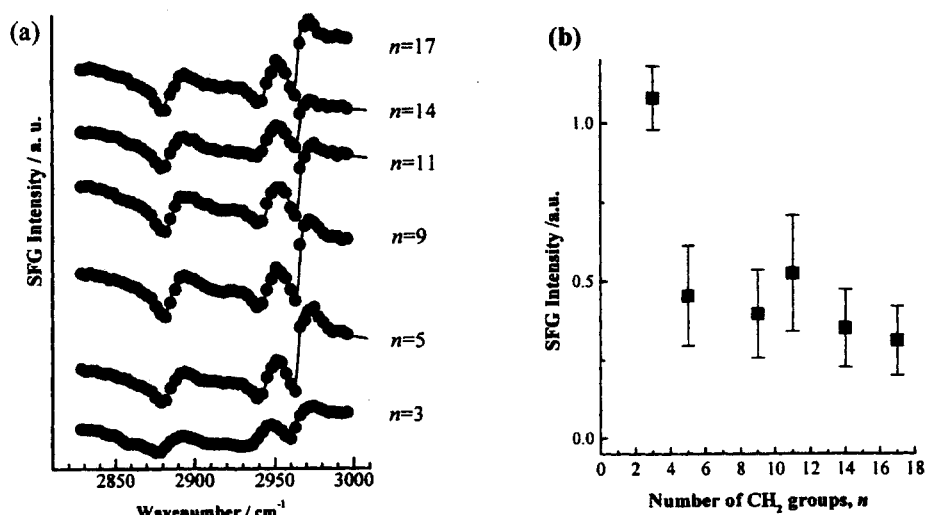 (a)
SFG Intensity / a. u.
n=17
n=14
n=11
n=9
n=5
n=3
2850 2900 2950 3000
Wavenumber / cm⁻¹
(b)
SFG Intensity /a.u.
1.0
0.5
0.0
0 2 4 6 8 10 12 14 16 18
Number of CH₂ groups, n